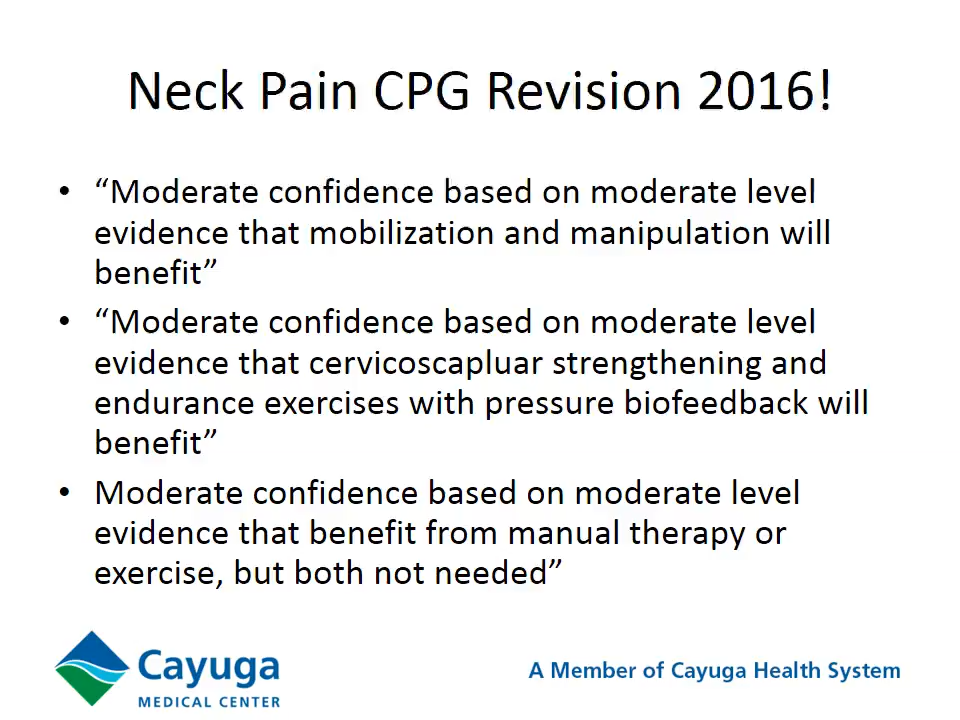 Neck Pain CPG Revision 2016!
• “Moderate confidence based on moderate level
evidence that mobilization and manipulation will
benefit”
• “Moderate confidence based on moderate level
evidence that cervicoscapluar strengthening and
endurance exercises with pressure biofeedback will
benefit”
• Moderate confidence based on moderate level
evidence that benefit from manual therapy or
exercise, but both not needed”
Cayuga
MEDICAL CENTER
A Member of Cayuga Health System